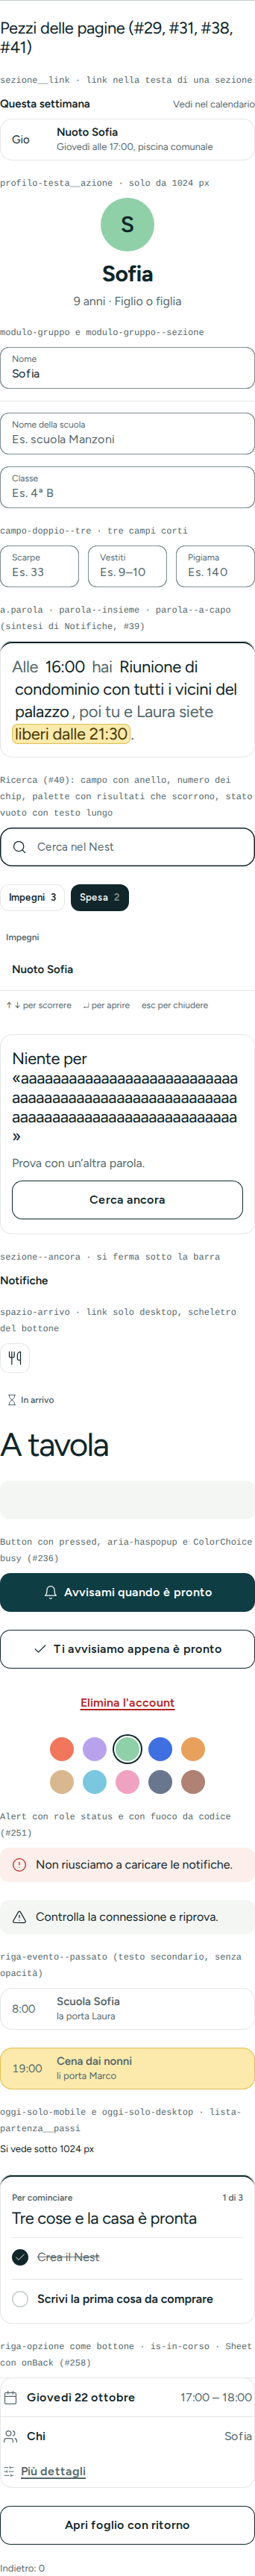 Pezzi delle pagine (#29, #31, #38,
#41)
sezione__link · link nella testa di una sezione
Questa settimana
Vedi nel calendario
Gio
Nuoto Sofia
Giovedì alle 17:00, piscina comunale
profilo-testa__azione · solo da 1024 px
S
Sofia
9 anni · Figlio o figlia
modulo-gruppo e modulo-gruppo--sezione
Nome
Sofia
Nome della scuola
Es. scuola Manzoni
Classe
Es. 4ª B
campo-doppio--tre · tre campi corti
Scarpe
Es. 33
Vestiti
Es. 9–10
Pigiama
Es. 140
a.parola · parola--insieme · parola--a-capo
(sintesi di Notifiche, #39)
Alle 16:00 hai Riunione di
condominio con tutti i vicini del
palazzo , poi tu e Laura siete
liberi dalle 21:30 .
Ricerca (#40): campo con anello, numero dei
chip, palette con risultati che scorrono, stato
vuoto con testo lungo
Cerca nel Nest
Impegni 3
Spesa 2
Impegni
Nuoto Sofia
↑ ↓ per scorrere
↵ per aprire
esc per chiudere
Niente per
«aaaaaaaaaaaaaaaaaaaaaaaaaaa
aaaaaaaaaaaaaaaaaaaaaaaaaaaa
aaaaaaaaaaaaaaaaaaaaaaaaaaaa
»
Prova con un'altra parola.
Cerca ancora
sezione--ancora · si ferma sotto la barra
Notifiche
spazio-arrivo · link solo desktop, scheletro
del bottone
In arrivo
A tavola
Button con pressed, aria-haspopup e ColorChoice
busy (#236)
Avvisami quando è pronto
Ti avvisiamo appena è pronto
Elimina l'account
Alert con role status e con fuoco da codice
(#251)
Non riusciamo a caricare le notifiche.
Controlla la connessione e riprova.
riga-evento--passato (testo secondario, senza
opacità)
8:00
Scuola Sofia
la porta Laura
19:00
Cena dai nonni
li porta Marco
oggi-solo-mobile e oggi-solo-desktop · lista-
partenza__passi
Si vede sotto 1024 px
Per cominciare
1 di 3
Tre cose e la casa è pronta
Crea il Nest
Scrivi la prima cosa da comprare
riga-opzione come bottone · is-in-corso · Sheet
con onBack (#258)
Giovedì 22 ottobre
17:00 – 18:00
Chi
Sofia
Più dettagli
Apri foglio con ritorno
Indietro: 0